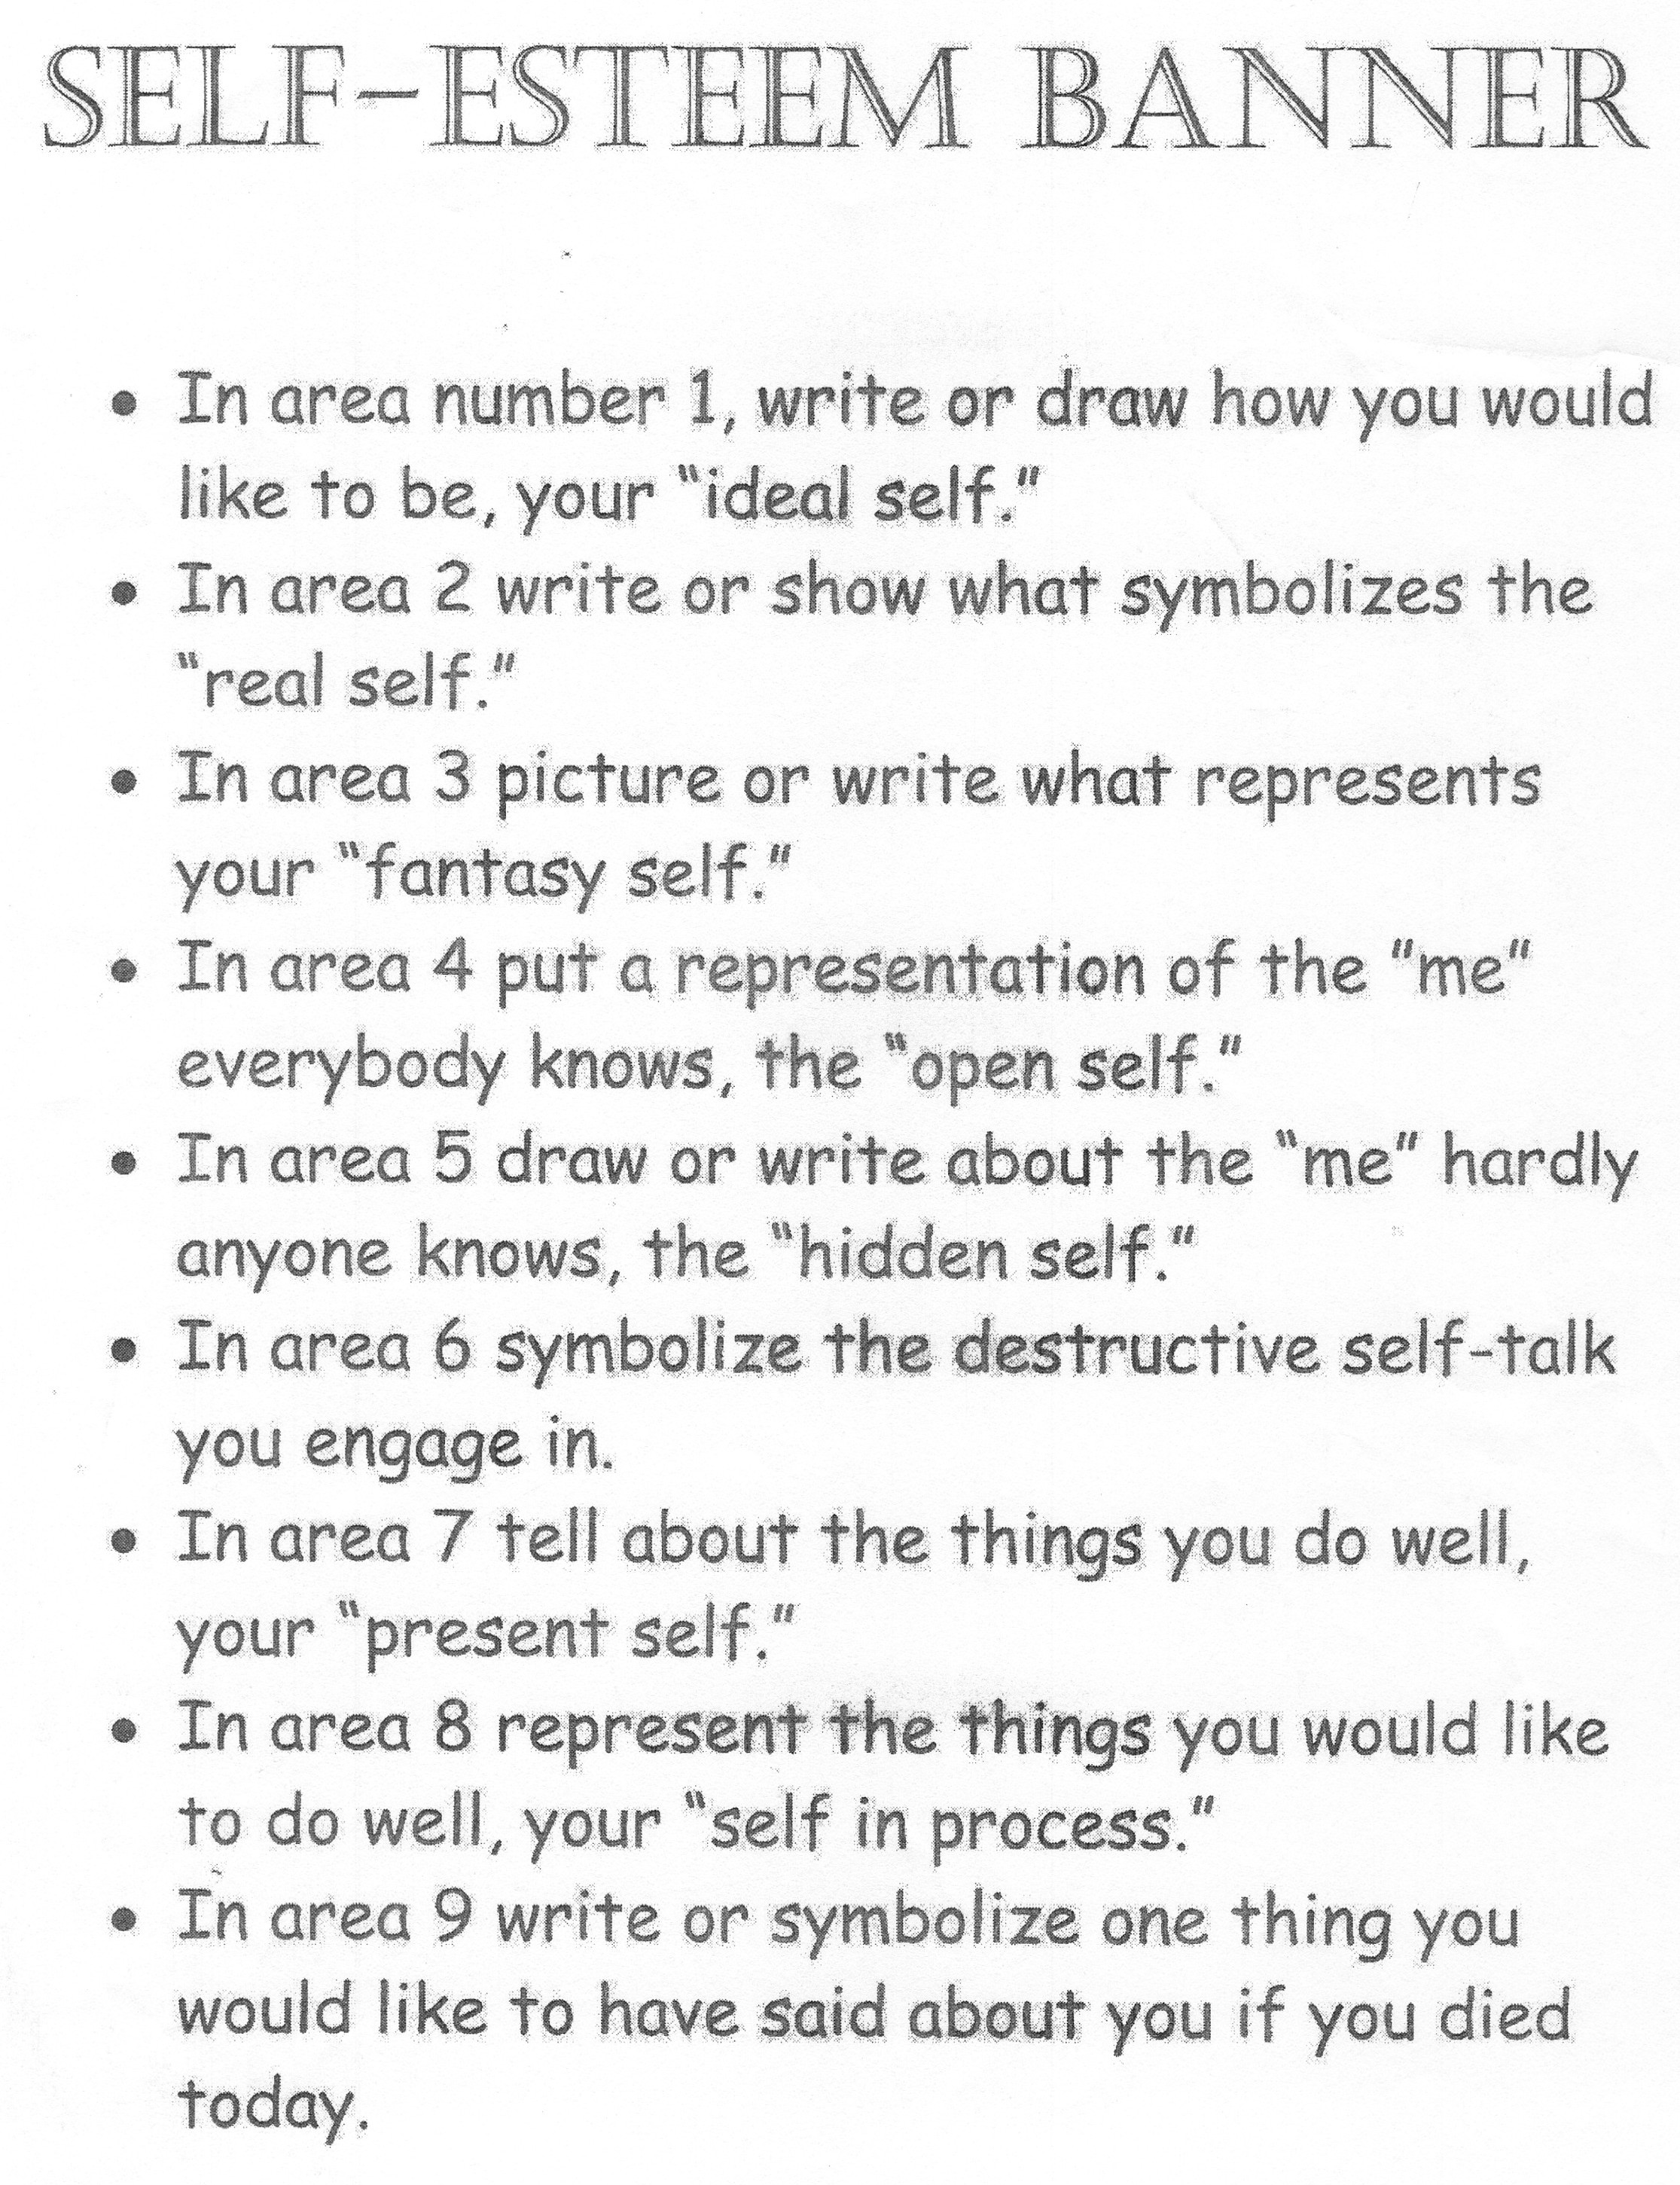 SELF-ESTEEM BANNER
• In area number 1, write or draw how you would
like to be, your “ideal self.”
• In area 2 write or show what symbolizes the
“real self.”
• In area 3 picture or write what represents
your “fantasy self.”
• In area 4 put a representation of the “me”
everybody knows, the “open self.”
• In area 5 draw or write about the “me” hardly
anyone knows, the “hidden self.”
• In area 6 symbolize the destructive self-talk
you engage in.
• In area 7 tell about the things you do well,
your “present self.”
• In area 8 represent the things you would like
to do well, your “self in process.”
• In area 9 write or symbolize one thing you
would like to have said about you if you died
today.